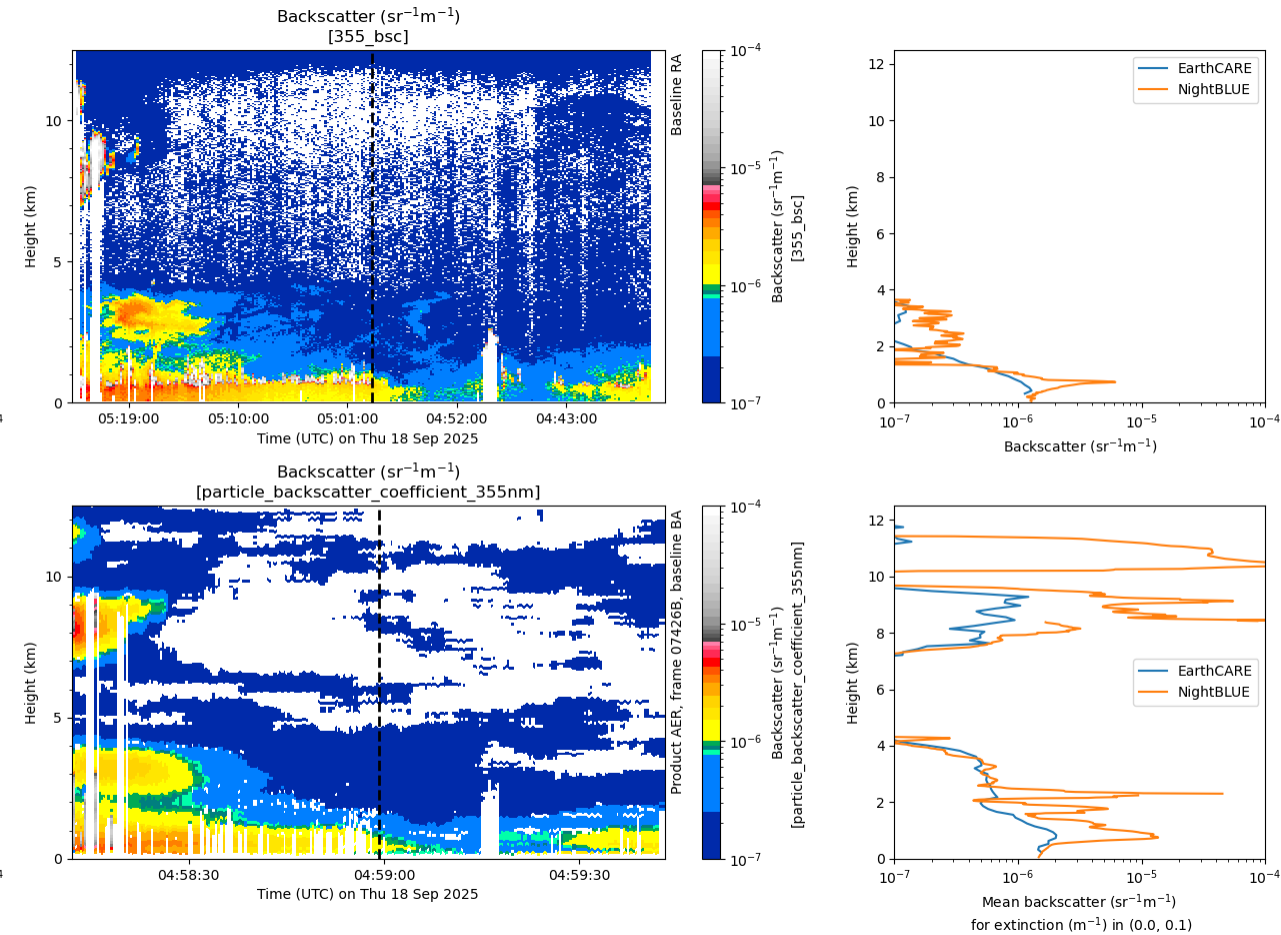 Backscatter (sr⁻¹m⁻¹)
[355_bsc]
Height (km)
10
5
0
05:19:00
05:10:00
05:01:00
04:52:00
04:43:00
4
Time (UTC) on Thu 18 Sep 2025
Baseline RA
10⁻⁴
10⁻⁵
10⁻⁶
10⁻⁷
Backscatter (sr⁻¹m⁻¹)
[355_bsc]
EarthCARE
NightBLUE
Height (km)
12
10
8
6
4
2
0
10⁻⁷
10⁻⁶
10⁻⁵
10⁻⁴
Backscatter (sr⁻¹m⁻¹)
Backscatter (sr⁻¹m⁻¹)
[particle_backscatter_coefficient_355nm]
Height (km)
10
5
0
04:58:30
04:59:00
04:59:30
4
Time (UTC) on Thu 18 Sep 2025
Product AER, frame 07426B, baseline BA
10⁻⁴
10⁻⁵
10⁻⁶
10⁻⁷
Backscatter (sr⁻¹m⁻¹)
[particle_backscatter_coefficient_355nm]
Height (km)
12
10
8
6
4
2
0
EarthCARE
NightBLUE
10⁻⁷
10⁻⁶
10⁻⁵
10⁻⁴
Mean backscatter (sr⁻¹m⁻¹)
for extinction (m⁻¹) in (0.0, 0.1)